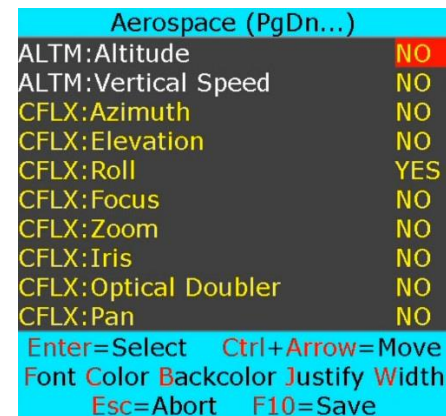 Aerospace (PgDn...)
ALTM:Altitude NO
ALTM:Vertical Speed NO
CFLX:Azimuth NO
CFLX:Elevation NO
CFLX:Roll YES
CFLX:Focus NO
CFLX:Zoom NO
CFLX:Iris NO
CFLX:Optical Doubler NO
CFLX:Pan NO
Enter=Select Ctrl+Arrow=Move
Font Color Backcolor Justify Width
Esc=Abort F10=Save